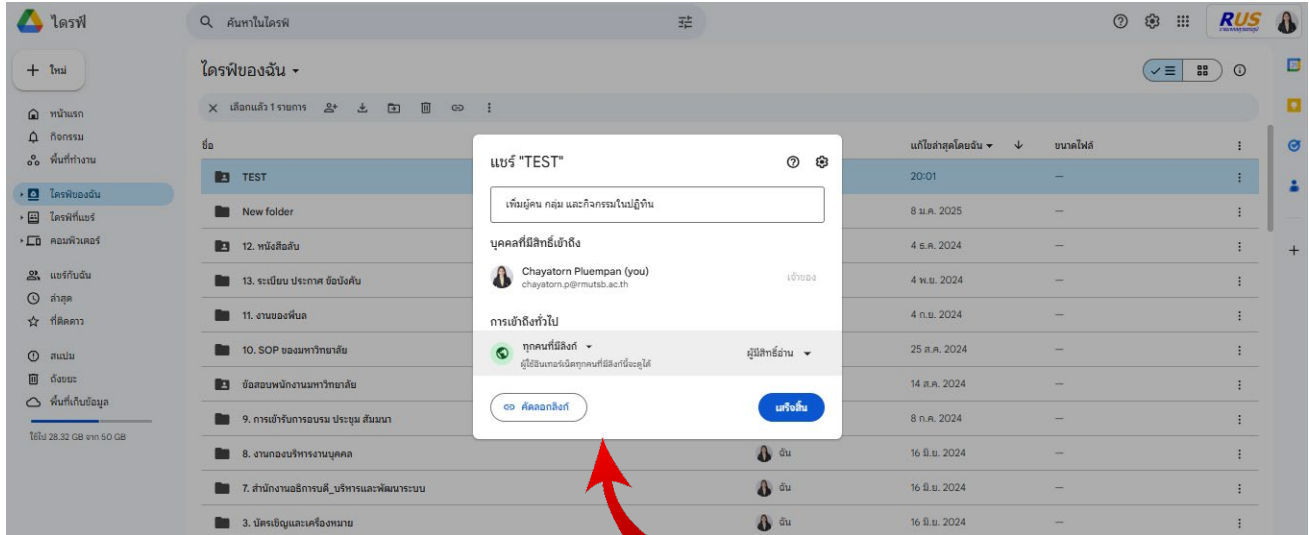 ไดรฟ์
ค้นหาในไดรฟ์
RUS
ใหม่
ไดรฟ์ของฉัน
เลือกแล้ว 1 รายการ
หน้าแรก
กิจกรรม
พื้นที่ทำงาน
ไดรฟ์ของฉัน
ไดรฟ์ที่แชร์
คอมพิวเตอร์
แชร์กับฉัน
ล่าสุด
ที่ติดดาว
สแปม
ถังขยะ
พื้นที่เก็บข้อมูล
ใช้ไป 28.32 GB จาก 50 GB
ชื่อ
แก้ไขล่าสุดโดยฉัน
ขนาดไฟล์
TEST
20:01
—
New folder
8 ม.ค. 2025
—
12. หนังสือลับ
4 ธ.ค. 2024
—
13. ระเบียบ ประกาศ ข้อบังคับ
4 พ.ย. 2024
—
11. งานของพี่บล
4 ก.ย. 2024
—
10. SOP ของมหาวิทยาลัย
25 ส.ค. 2024
—
ข้อสอบพนักงานมหาวิทยาลัย
14 ส.ค. 2024
—
9. การเข้ารับการอบรม ประชุม สัมมนา
8 ก.ค. 2024
—
8. งานกองบริหารงานบุคคล
ฉัน
16 มิ.ย. 2024
—
7. สำนักงานอธิการบดี_บริหารและพัฒนาระบบ
ฉัน
16 มิ.ย. 2024
—
3. บัตรเชิญและเครื่องหมาย
ฉัน
16 มิ.ย. 2024
—
แชร์ "TEST"
เพิ่มผู้คน กลุ่ม และกิจกรรมในปฏิทิน
บุคคลที่มีสิทธิ์เข้าถึง
Chayatorn Pluempan (you)
chayatorn.p@rmutsb.ac.th
เจ้าของ
การเข้าถึงทั่วไป
ทุกคนที่มีลิงก์
ผู้ใช้อินเทอร์เน็ตทุกคนที่มีลิงก์นี้จะดูได้
ผู้มีสิทธิ์อ่าน
คัดลอกลิงก์
เสร็จสิ้น